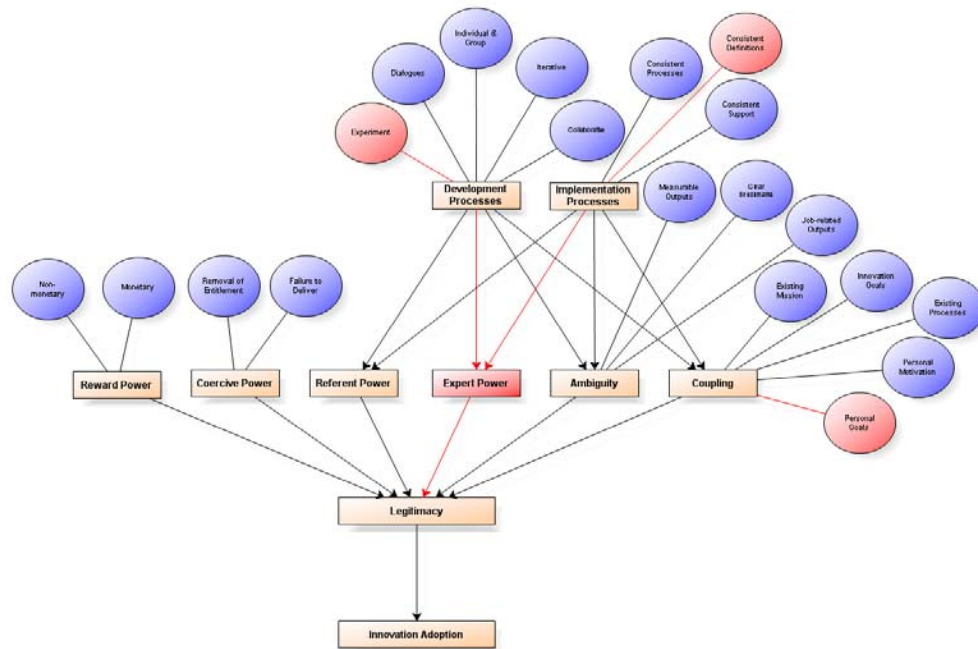 Individual &
Group
Consistent
Definitions
Dialogues
Iterative
Consistent
Processes
Experiment
Consistent
Support
Development
Processes
Implementation
Processes
Measurable
Outputs
Clear
Job-related
Outputs
Non-
monetary
Monetary
Removal of
Entitlement
Failure to
Deliver
Existing
Mission
Innovation
Goals
Existing
Processes
Personal
Motivation
Reward Power
Coercive Power
Referent Power
Expert Power
Ambiguity
Coupling
Personal
Goals
Legitimacy
Innovation Adoption